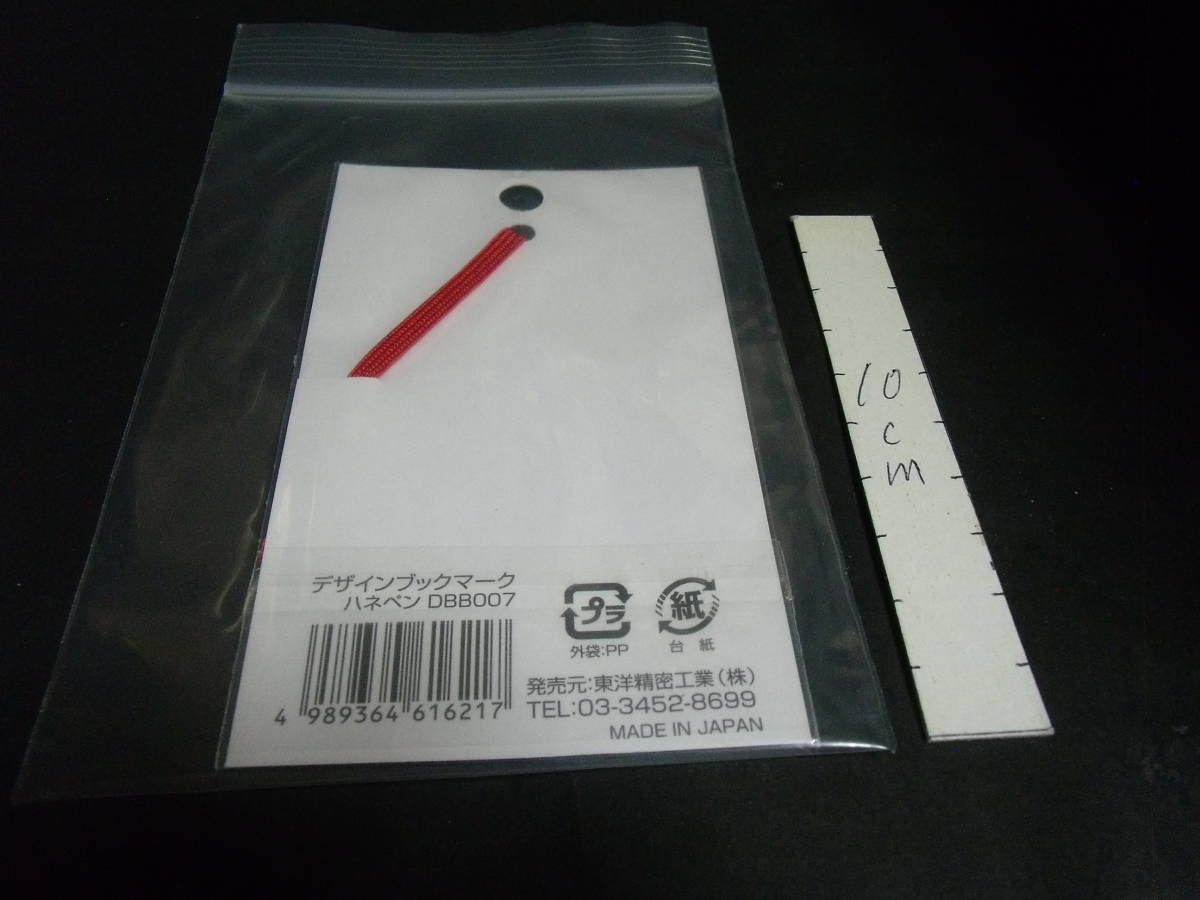 デザインブックマーク
ハネペン DBB007
4 989364 616217
プラ
外袋:PP
紙
台紙
発売元:東洋精密工業(株)
TEL:03-3452-8699
MADE IN JAPAN
10
c
m